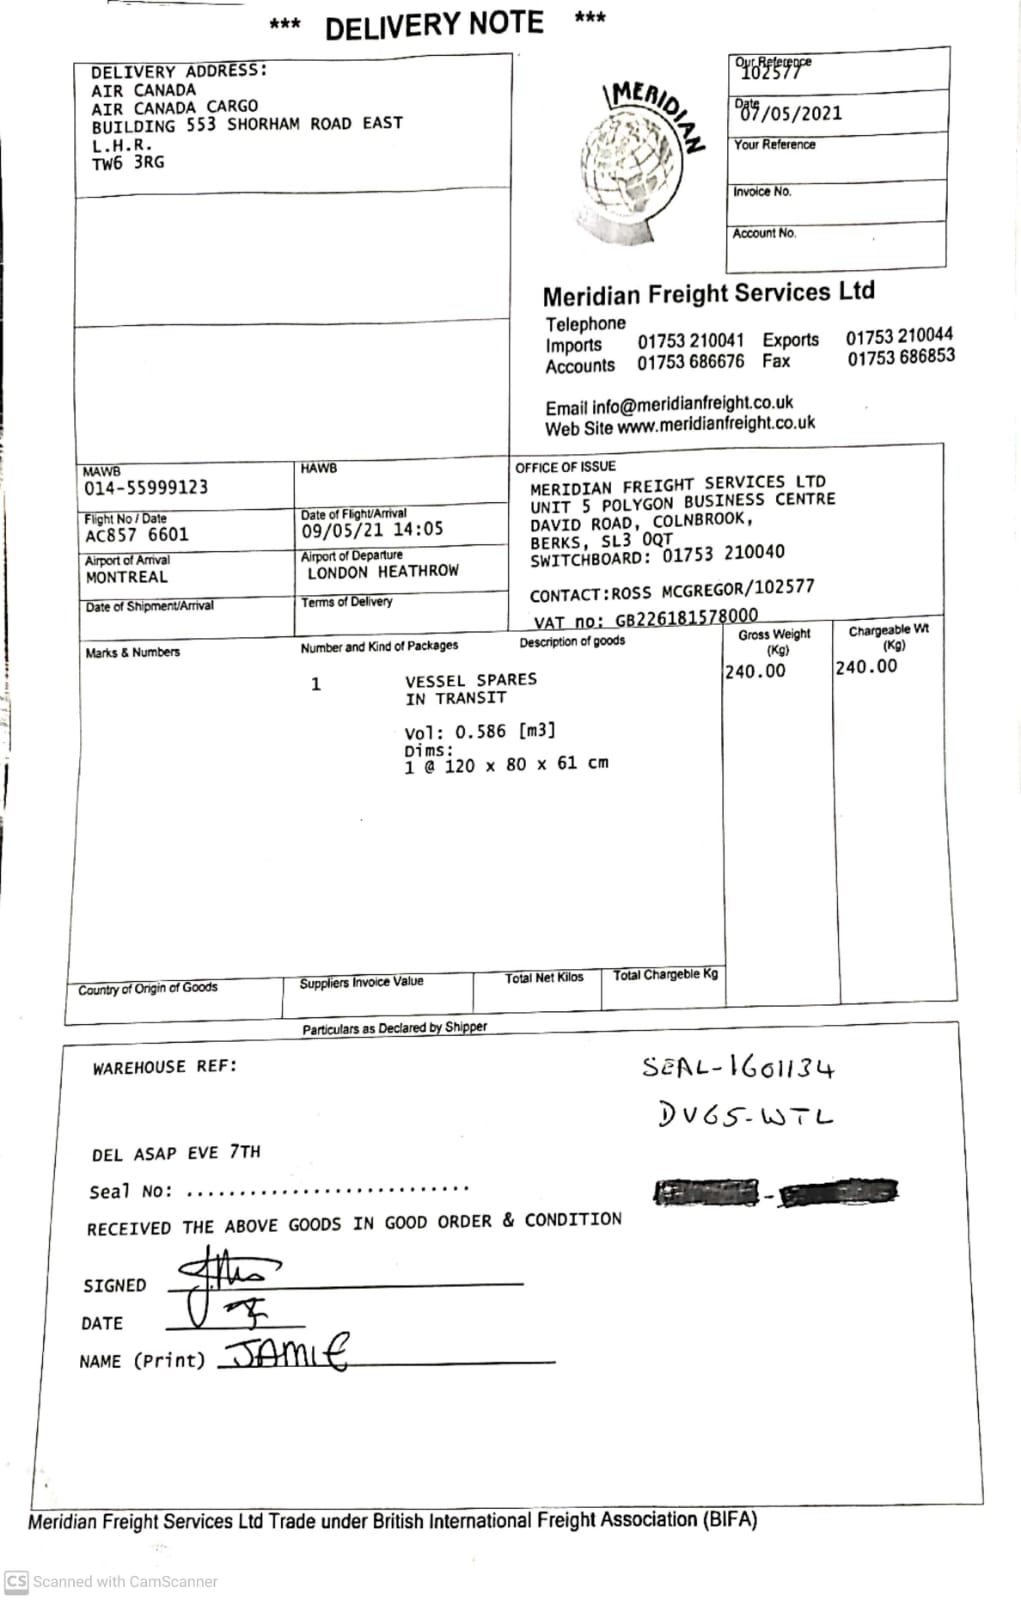 *** DELIVERY NOTE ***
DELIVERY ADDRESS:
AIR CANADA
AIR CANADA CARGO
BUILDING 553 SHORHAM ROAD EAST
L.H.R.
TW6 3RG
MERIDIAN
Our Reference
102577
Date
07/05/2021
Your Reference
Invoice No.
Account No.
Meridian Freight Services Ltd
Telephone
Imports 01753 210041 Exports 01753 210044
Accounts 01753 686676 Fax 01753 686853
Email info@meridianfreight.co.uk
Web Site www.meridianfreight.co.uk
MAWB
014-55999123
HAWB
Flight No / Date
AC857 6601
Date of Flight/Arrival
09/05/21 14:05
Airport of Arrival
MONTREAL
Airport of Departure
LONDON HEATHROW
Date of Shipment/Arrival
Terms of Delivery
OFFICE OF ISSUE
MERIDIAN FREIGHT SERVICES LTD
UNIT 5 POLYGON BUSINESS CENTRE
DAVID ROAD, COLNBROOK,
BERKS, SL3 0QT
SWITCHBOARD: 01753 210040
CONTACT:ROSS MCGREGOR/102577
VAT no: GB226181578000
Marks & Numbers
Number and Kind of Packages
Description of goods
Gross Weight
(Kg)
Chargeable Wt
(Kg)
1 VESSEL SPARES 240.00 240.00
IN TRANSIT
Vol: 0.586 [m3]
Dims:
1 @ 120 x 80 x 61 cm
Country of Origin of Goods
Suppliers Invoice Value
Total Net Kilos
Total Chargeble Kg
Particulars as Declared by Shipper
WAREHOUSE REF:
SEAL-1601134
DV65-WTL
DEL ASAP EVE 7TH
Seal No: ............................
RECEIVED THE ABOVE GOODS IN GOOD ORDER & CONDITION
SIGNED
DATE
NAME (Print) JAMIE
Meridian Freight Services Ltd Trade under British International Freight Association (BIFA)
CS Scanned with CamScanner